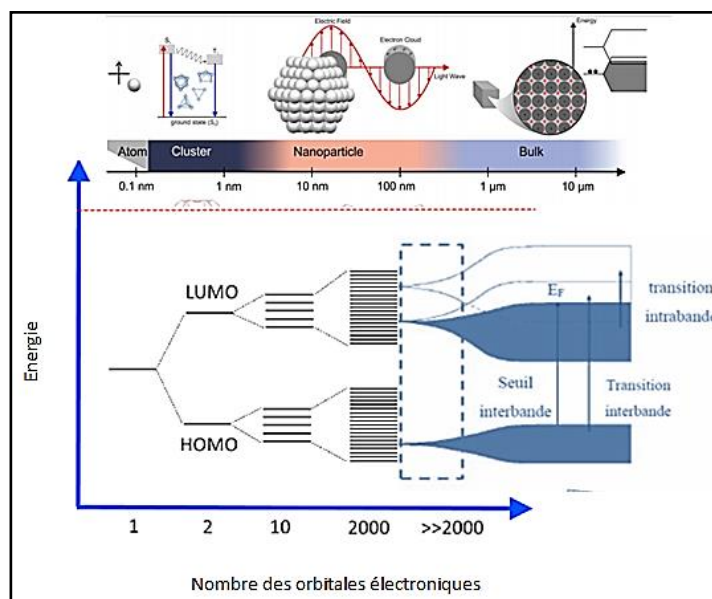 Electric Field
Electron Cloud
Light Wave
Energy
S₁
T
ground state (S₀)
Atom Cluster Nanoparticle Bulk
0.1 nm 1 nm 10 nm 100 nm 1 μm 10 μm
Energie
LUMO
HOMO
E_F
transition
intrabande
Seuil
interbande
Transition
interbande
1 2 10 2000 >>2000
Nombre des orbitales électroniques